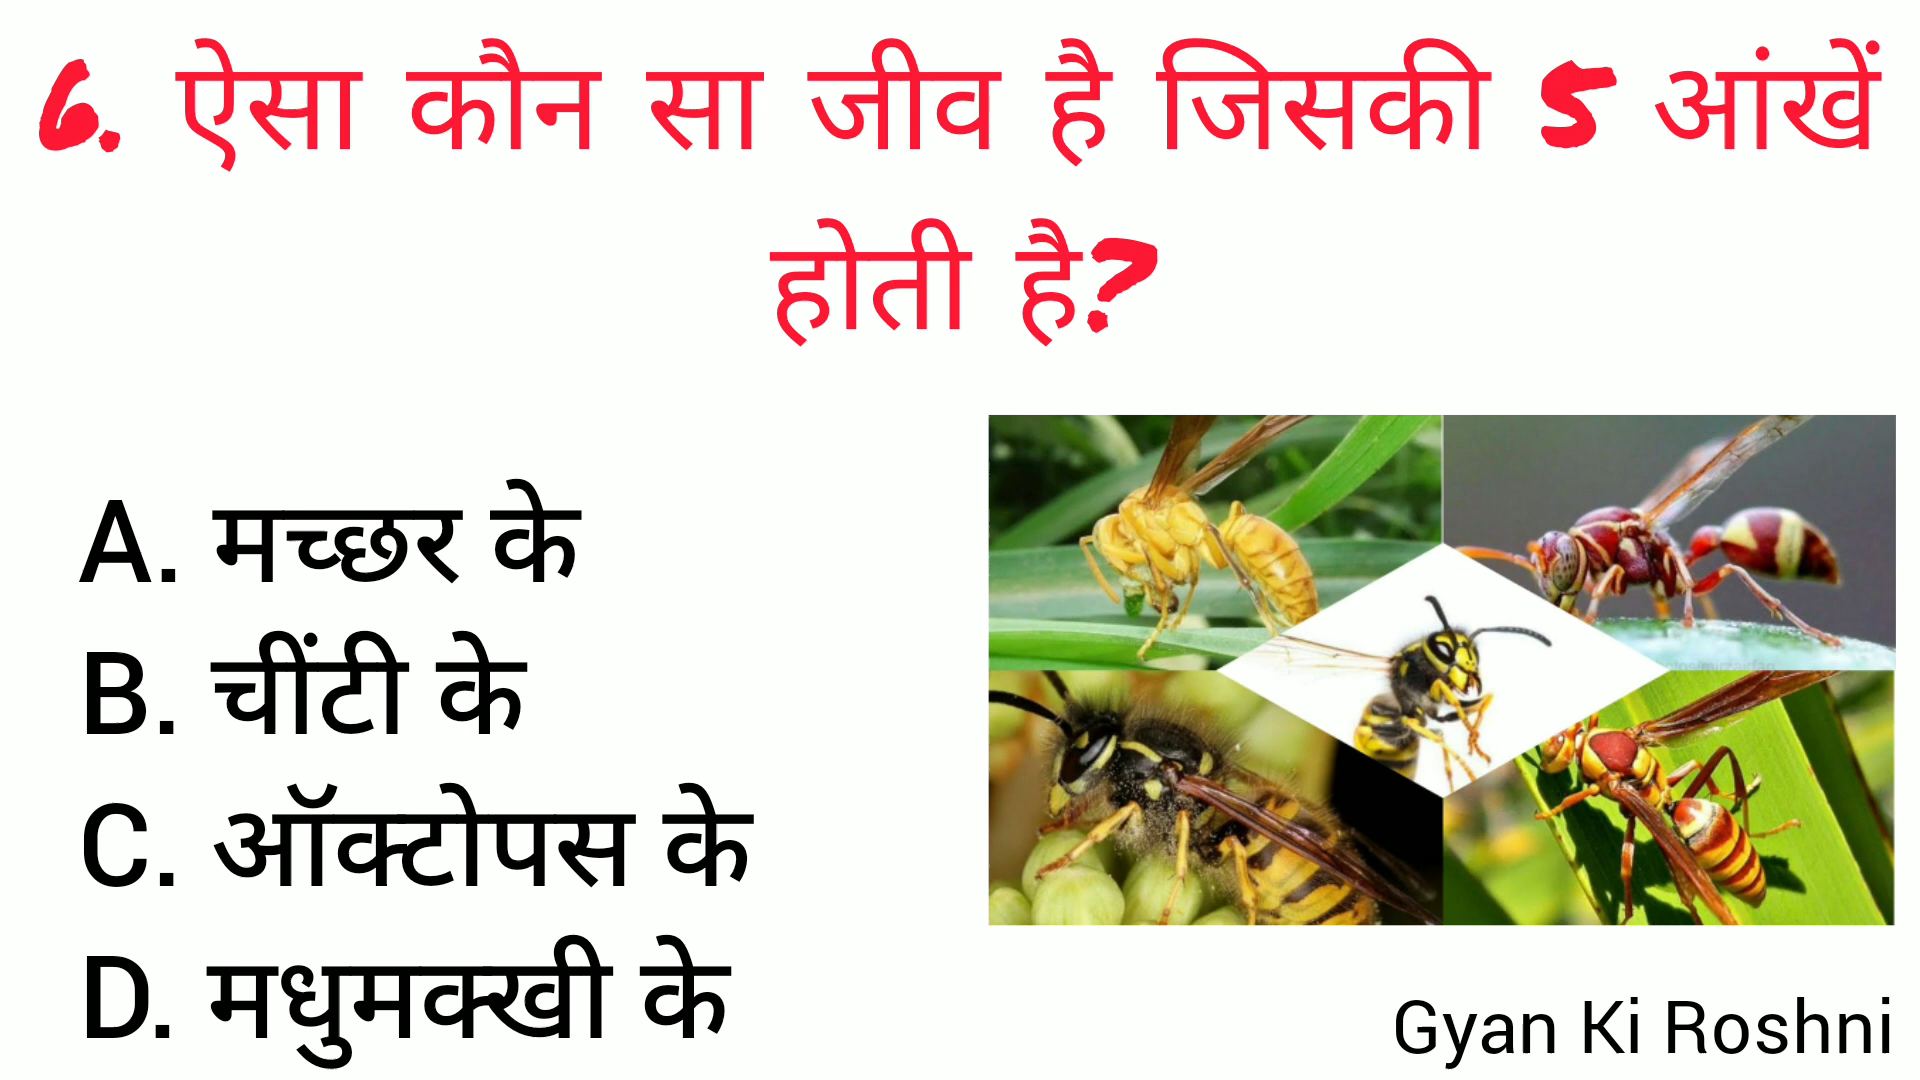 6. ऐसा कौन सा जीव है जिसकी 5 आंखें
होती है?
A. मच्छर के
B. चींटी के
C. ऑक्टोपस के
D. मधुमक्खी के
Gyan Ki Roshni